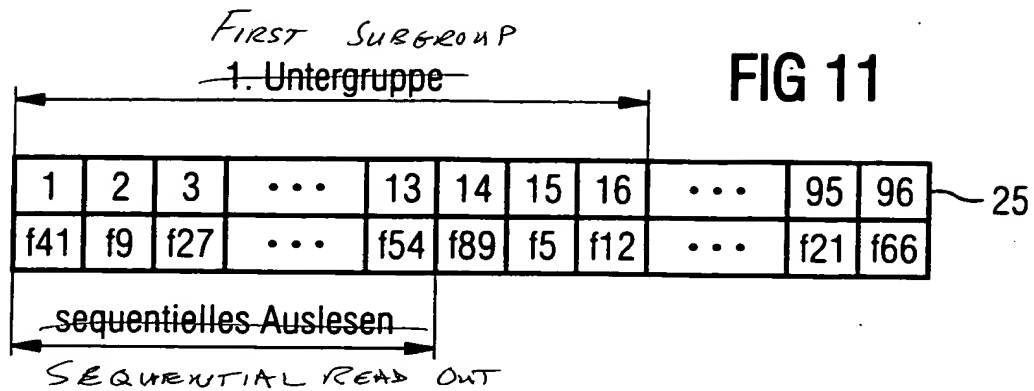 FIRST SUBGROUP
1. Untergruppe
FIG 11
1 2 3 ... 13 14 15 16 ... 95 96 25
f41 f9 f27 ... f54 f89 f5 f12 ... f21 f66
sequentielles Auslesen
SEQUENTIAL READ OUT